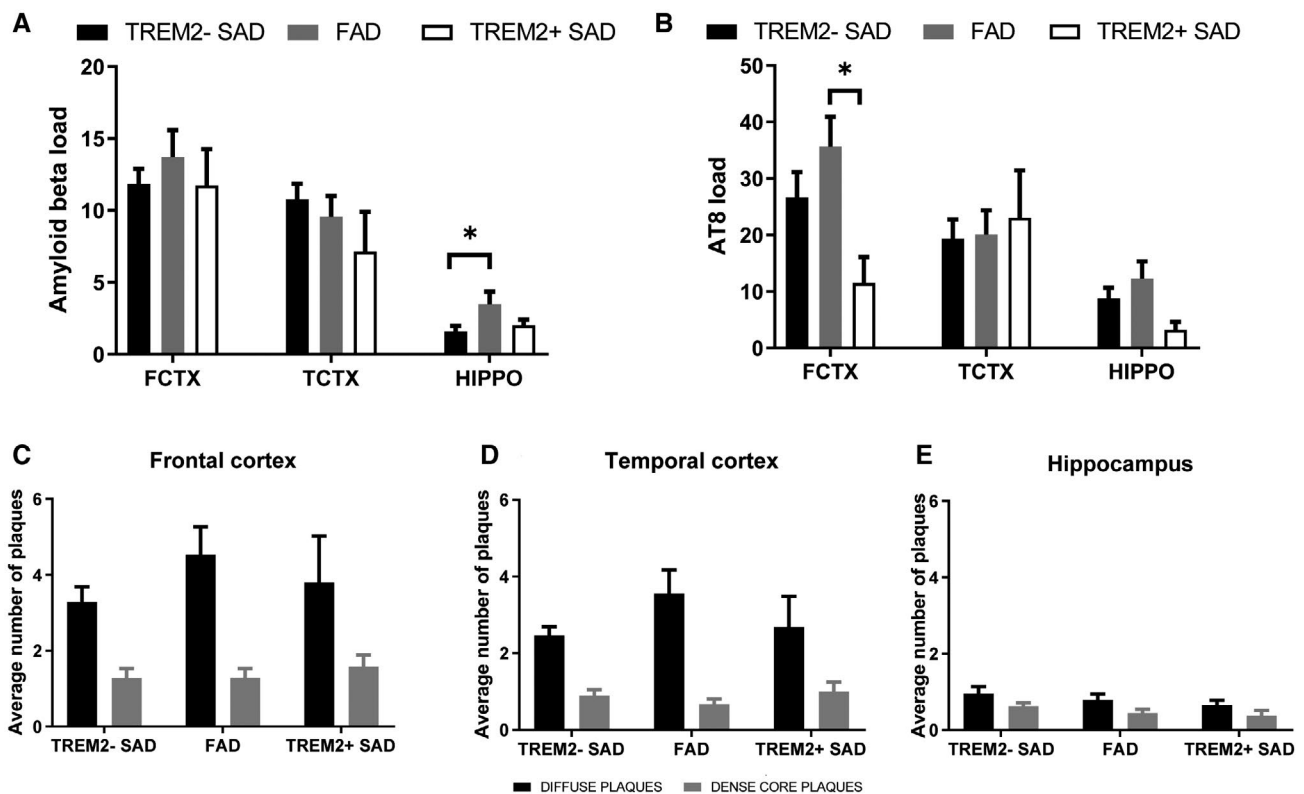 A
TREM2- SAD FAD TREM2+ SAD
Amyloid beta load
20
15
10
5
0
*
FCTX TCTX HIPPO
B
TREM2- SAD FAD TREM2+ SAD
AT8 load
50
40
30
20
10
0
*
FCTX TCTX HIPPO
C
Frontal cortex
Average number of plaques
6
4
2
0
TREM2- SAD FAD TREM2+ SAD
D
Temporal cortex
Average number of plaques
6
4
2
0
TREM2- SAD FAD TREM2+ SAD
E
Hippocampus
Average number of plaques
6
4
2
0
TREM2- SAD FAD TREM2+ SAD
DIFFUSE PLAQUES DENSE CORE PLAQUES